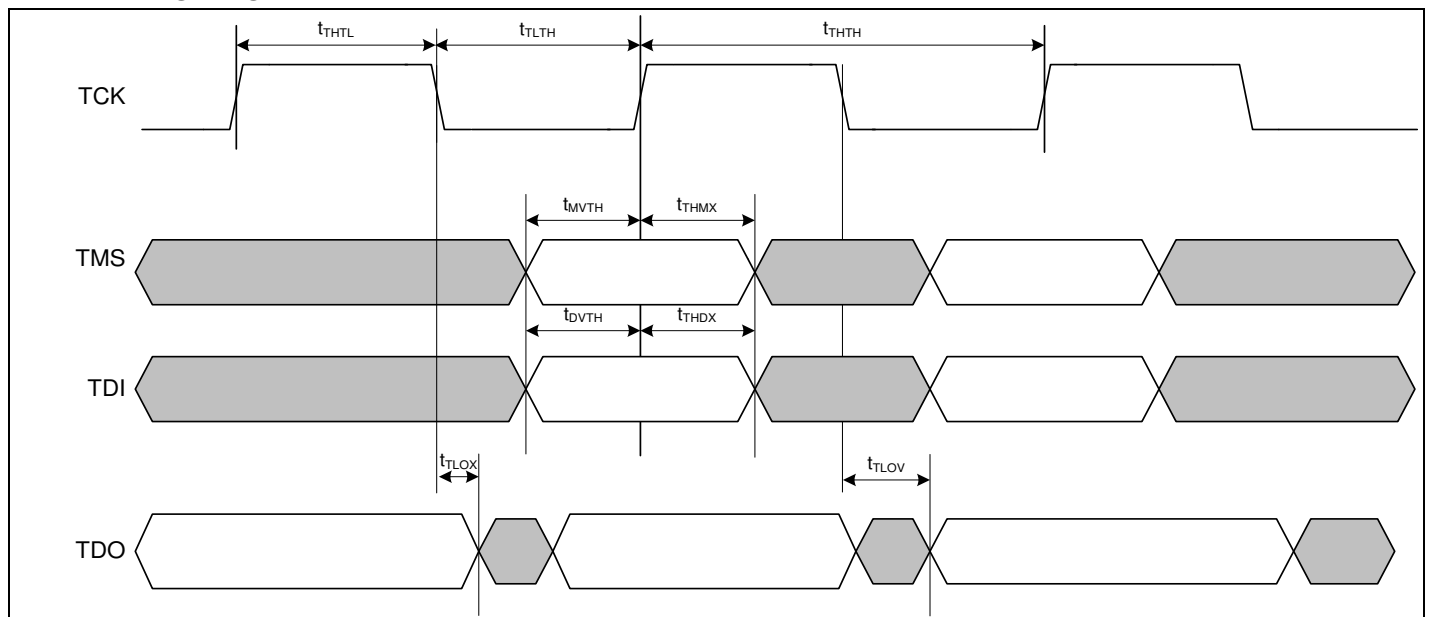 tTHTL tTLTH tTHTH
TCK
tMVTH tTHMX
TMS
tDVTH tTHDX
TDI
tTLOX tTLOV
TDO